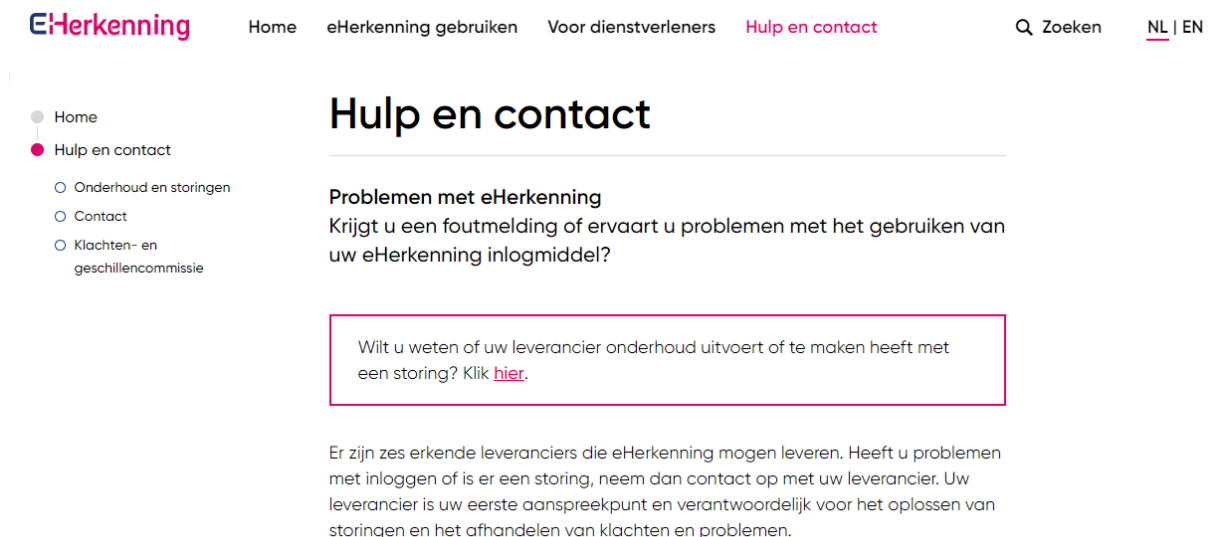 EHerkenning
Home eHerkenning gebruiken Voor dienstverleners Hulp en contact Zoeken NL | EN
Home
Hulp en contact
Onderhoud en storingen
Contact
Klachten- en
geschillencommissie
Hulp en contact
Problemen met eHerkenning
Krijgt u een foutmelding of ervaart u problemen met het gebruiken van
uw eHerkenning inlogmiddel?
Wilt u weten of uw leverancier onderhoud uitvoert of te maken heeft met
een storing? Klik hier.
Er zijn zes erkende leveranciers die eHerkenning mogen leveren. Heeft u problemen
met inloggen of is er een storing, neem dan contact op met uw leverancier. Uw
leverancier is uw eerste aanspreekpunt en verantwoordelijk voor het oplossen van
storingen en het afhandelen van klachten en problemen.